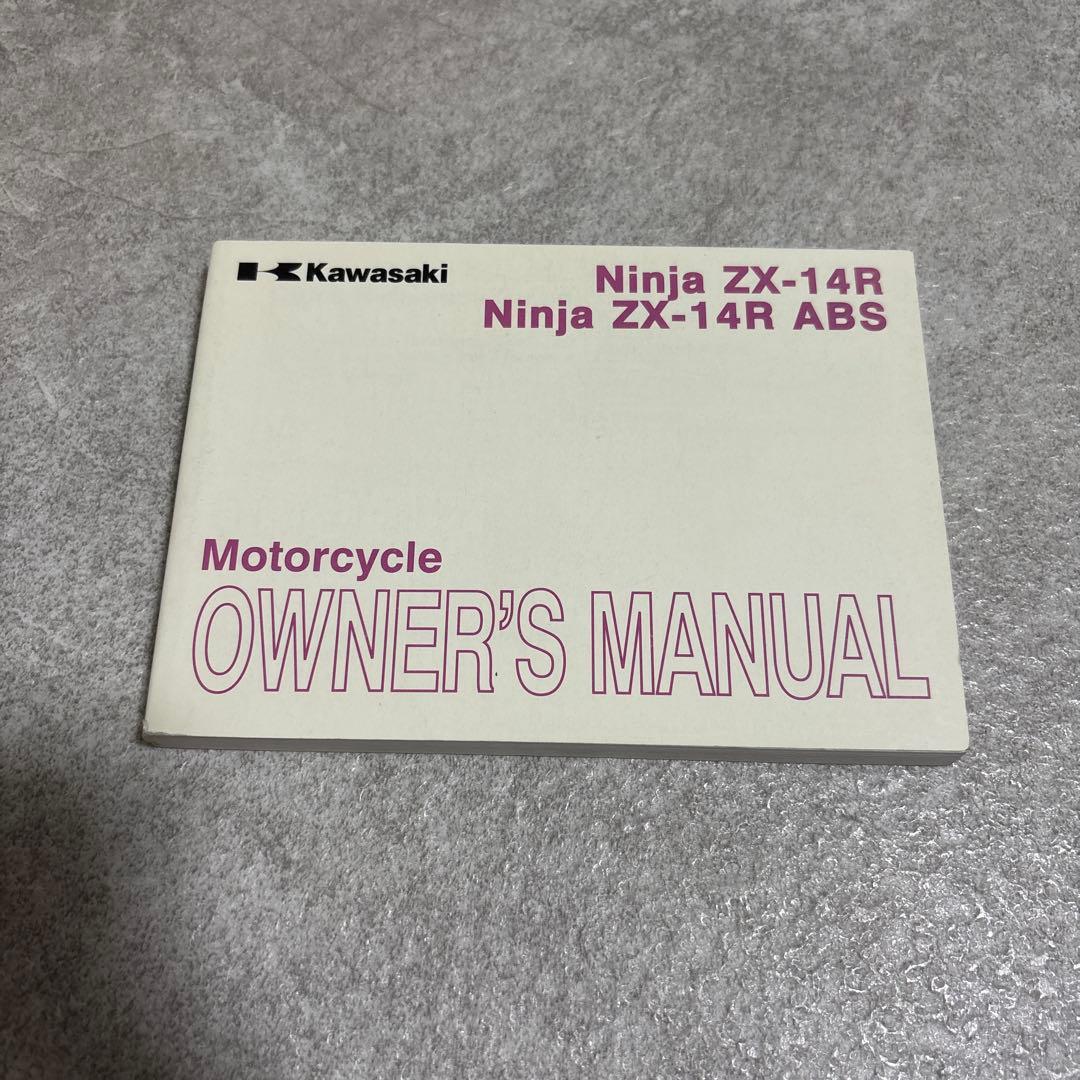 Kawasaki
Ninja ZX-14R
Ninja ZX-14R ABS
Motorcycle
OWNER'S MANUAL